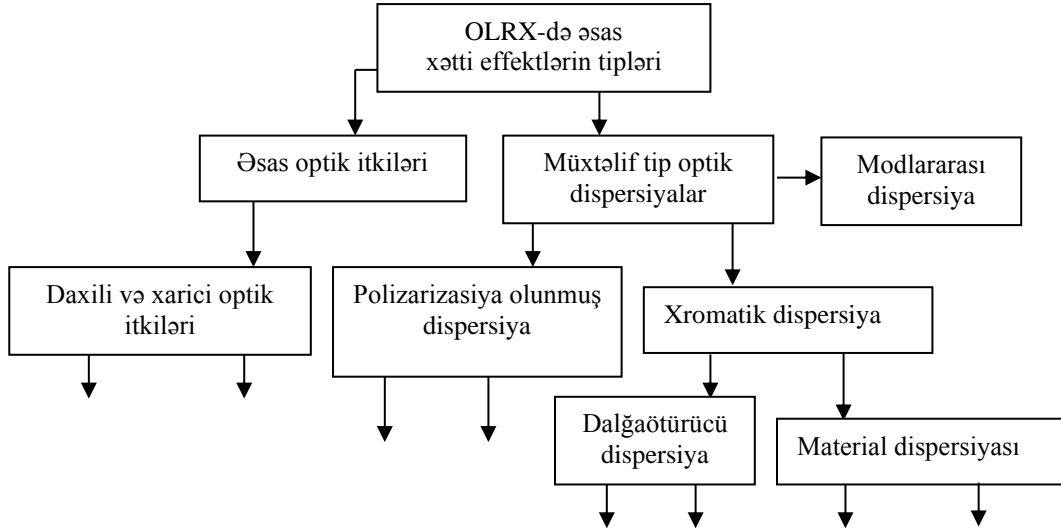 OLRX-də əsas
xətti effektlərin tipləri
Əsas optik itkiləri
Müxtəlif tip optik
dispersiyalar
Modlararası
dispersiya
Daxili və xarici optik
itkiləri
Polizarizasiya olunmuş
dispersiya
Xromatik dispersiya
Dalğaötürücü
dispersiya
Material dispersiyası